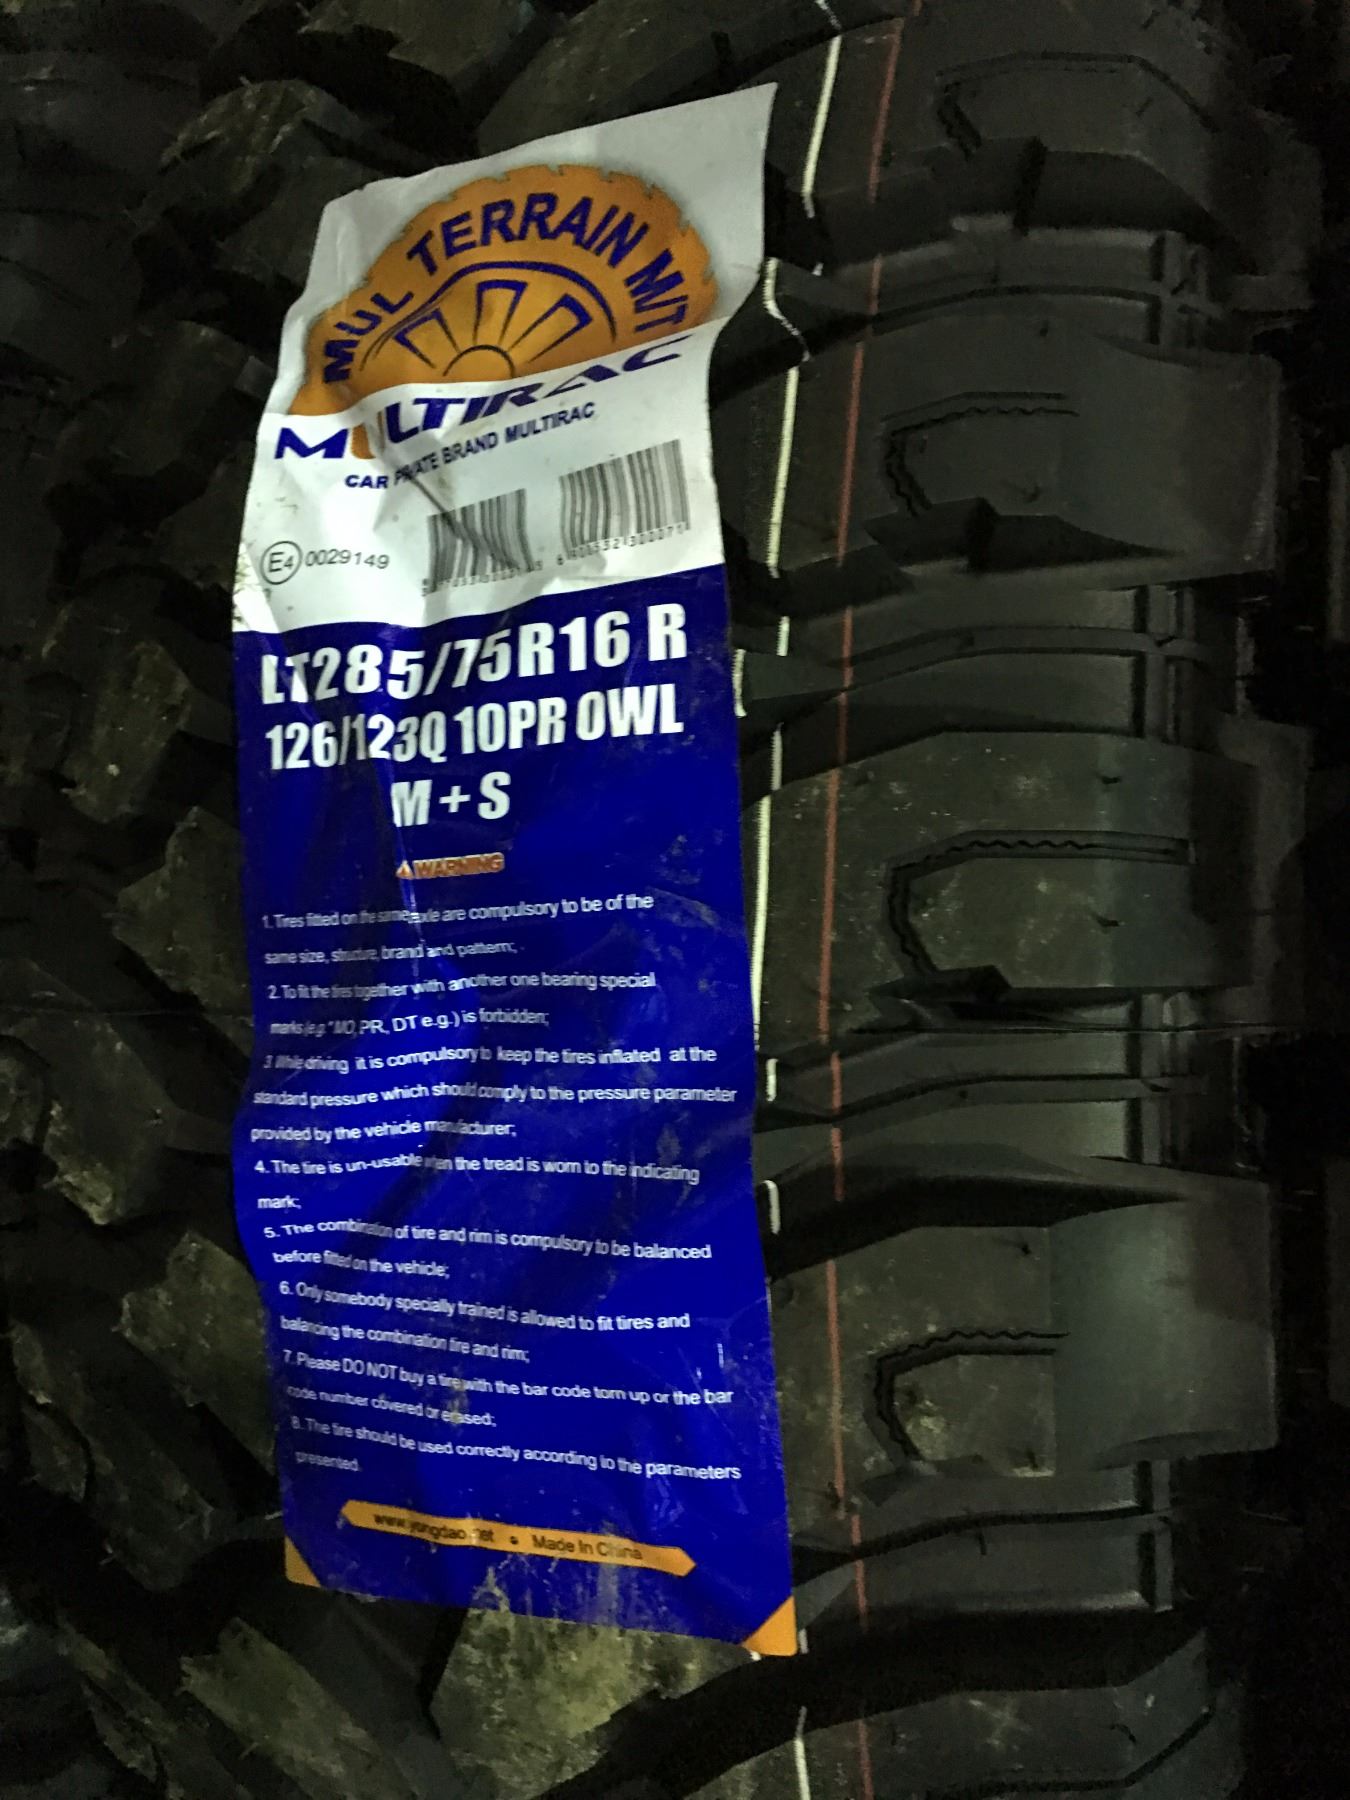 MUL TERRAIN M/T
MULTIRAC
CAR PRIVATE BRAND MULTIRAC
E4 0029149
LT285/75R16 R
126/123Q 10PR OWL
M+S
WARNING
1. Tires fitted on the same axle are compulsory to be of the
same size, structure, brand and pattern;
2. To fit the tires together with another one bearing special
marks (e.g."MO, PR, DT e.g.) is forbidden;
3. While driving it is compulsory to keep the tires inflated at the
standard pressure which should comply to the pressure parameter
provided by the vehicle manufacturer;
4. The tire is un-usable when the tread is worn to the indicating
mark;
5. The combination of tire and rim is compulsory to be balanced
before fitted on the vehicle;
6. Only somebody specially trained is allowed to fit tires and
balancing the combination tire and rim;
7. Please DO NOT buy a tire with the bar code torn up or the bar
code number covered or erased;
8. The tire should be used correctly according to the parameters
presented.
www.yongdao.net • Made In China